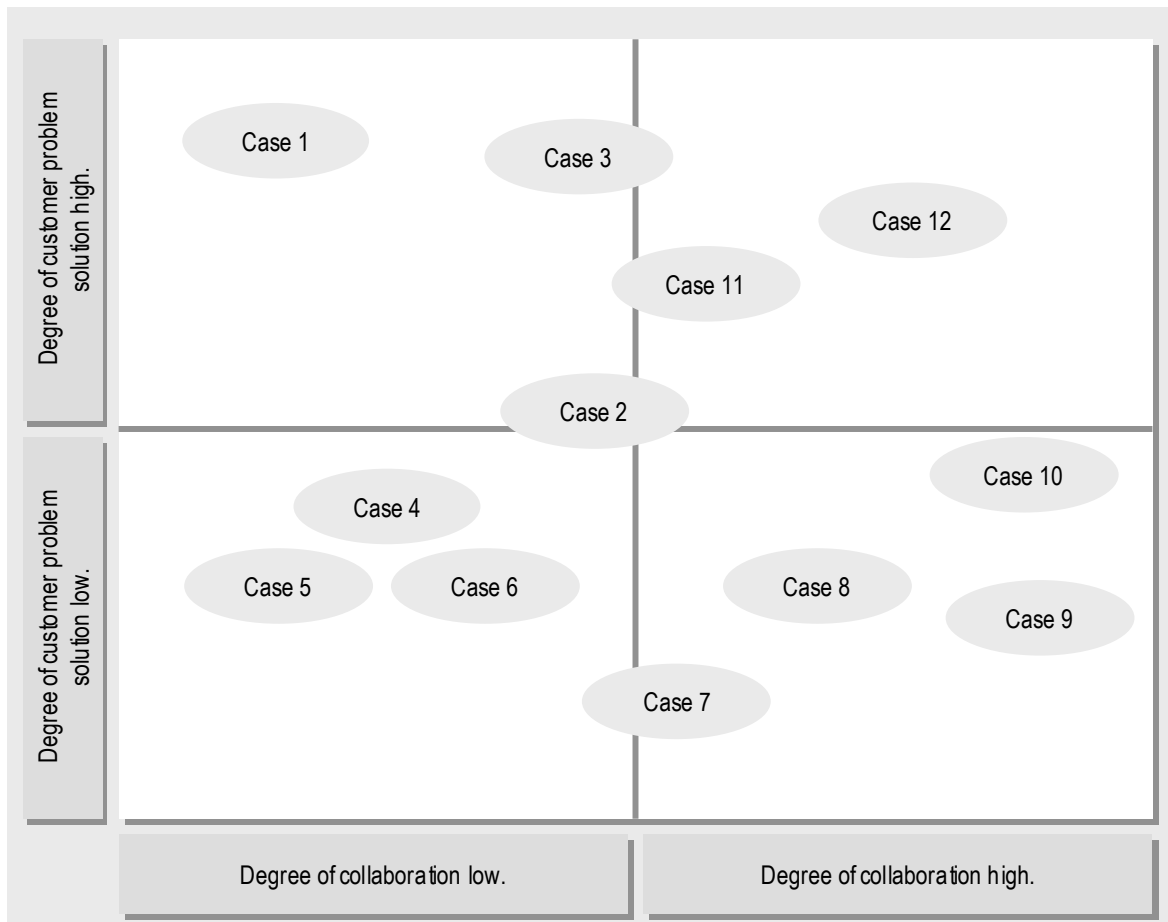 Degree of customer problem
solution high.
Case 1
Case 3
Case 12
Case 11
Case 2
Degree of customer problem
solution low.
Case 10
Case 4
Case 5
Case 6
Case 8
Case 9
Case 7
Degree of collaboration low.
Degree of collaboration high.